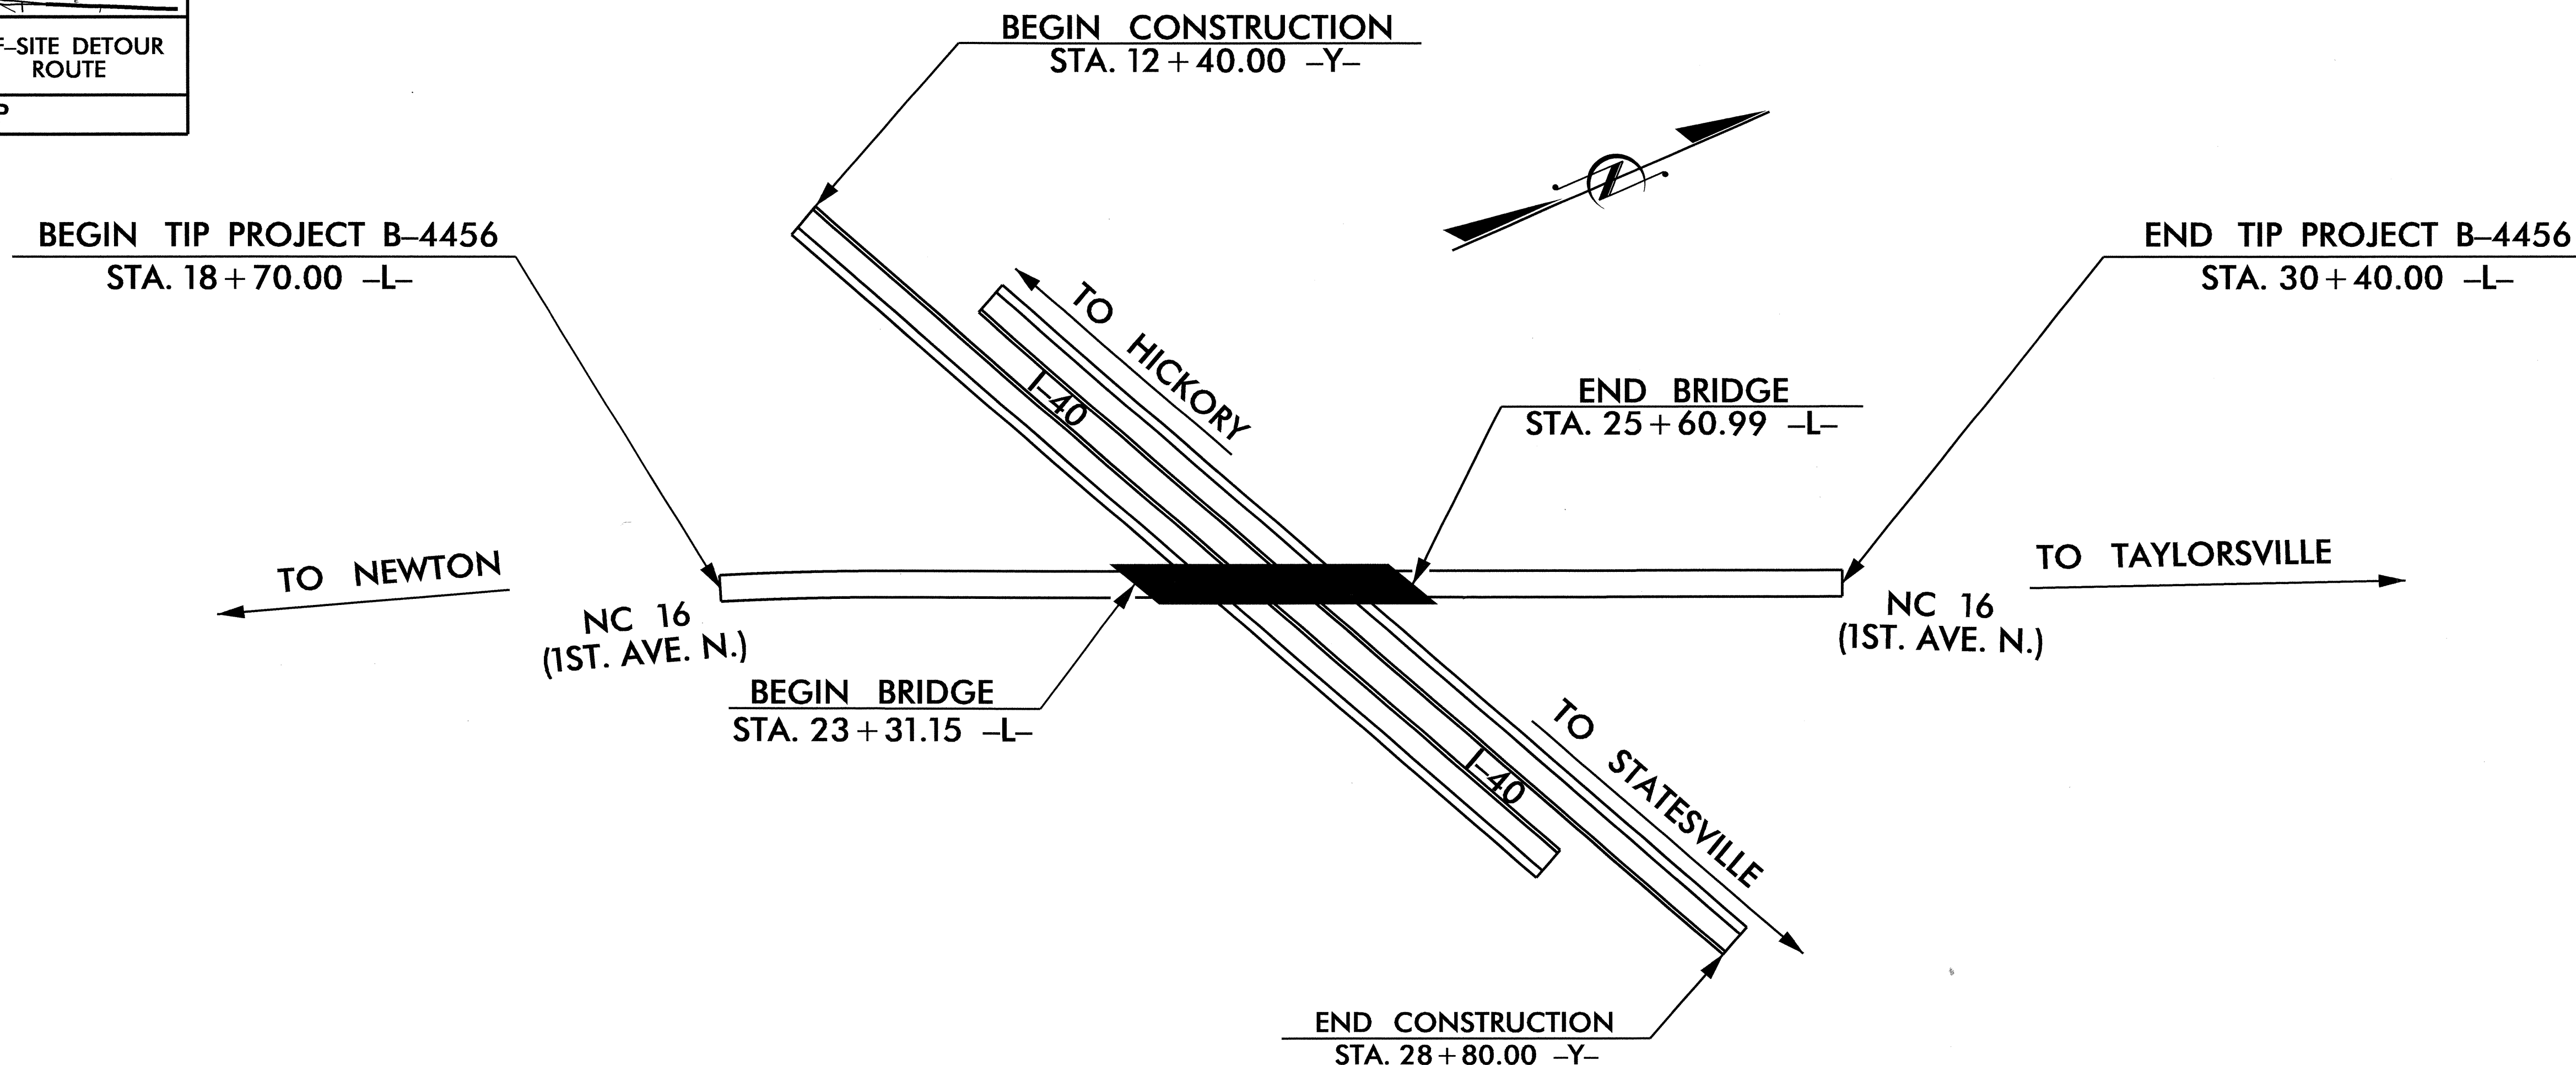 –SITE DETOUR
ROUTE
BEGIN CONSTRUCTION
STA. 12+40.00 –Y–
BEGIN TIP PROJECT B–4456
STA. 18+70.00 –L–
END TIP PROJECT B–4456
STA. 30+40.00 –L–
TO HICKORY
I–40
END BRIDGE
STA. 25+60.99 –L–
TO NEWTON
NC 16
(1ST. AVE. N.)
TO TAYLORSVILLE
NC 16
(1ST. AVE. N.)
BEGIN BRIDGE
STA. 23+31.15 –L–
TO STATESVILLE
I–40
END CONSTRUCTION
STA. 28+80.00 –Y–